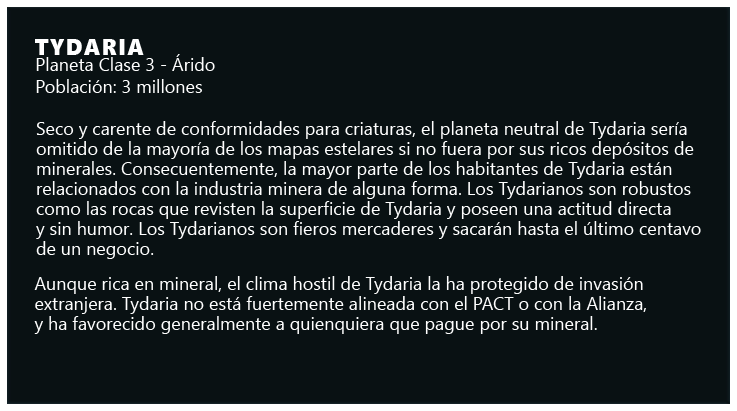 TYDARIA
Planeta Clase 3 - Árido
Población: 3 millones
Seco y carente de conformidades para criaturas, el planeta neutral de Tydaria sería
omitido de la mayoría de los mapas estelares si no fuera por sus ricos depósitos de
minerales. Consecuentemente, la mayor parte de los habitantes de Tydaria están
relacionados con la industria minera de alguna forma. Los Tydarianos son robustos
como las rocas que revisten la superficie de Tydaria y poseen una actitud directa
y sin humor. Los Tydarianos son fieros mercaderes y sacarán hasta el último centavo
de un negocio.
Aunque rica en mineral, el clima hostil de Tydaria la ha protegido de invasión
extranjera. Tydaria no está fuertemente alineada con el PACT o con la Alianza,
y ha favorecido generalmente a quienquiera que pague por su mineral.